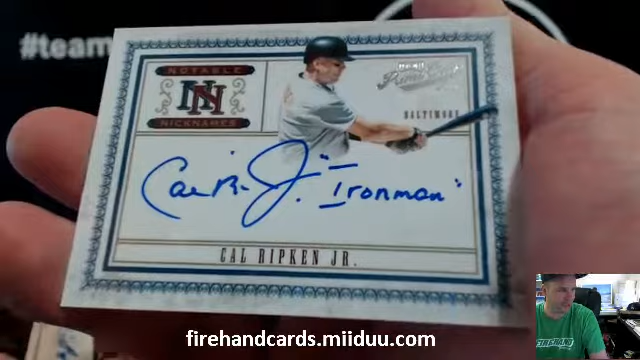 #team
NOTABLE
NN
NICKNAMES
BALTIMORE
Cal Ripken Jr. "Ironman"
CAL RIPKEN JR.
firehandcards.miiduu.com